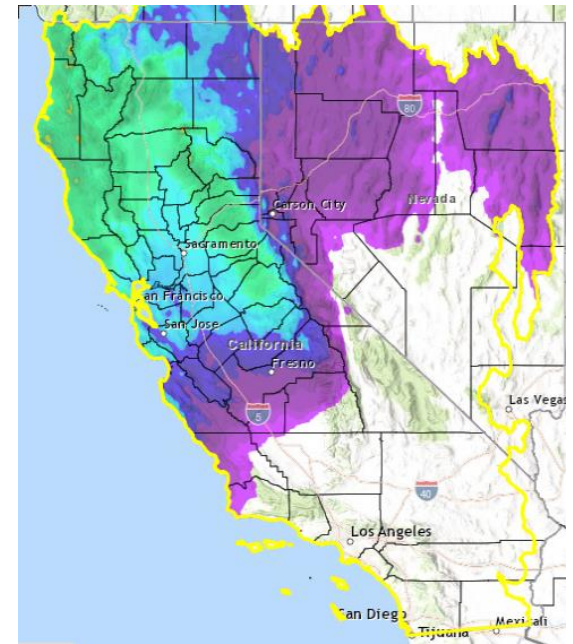 80
Nevada
Carson City
Sacramento
an Francisco
San Jose
California
Fresno
5
Las Vegas
40
Los Angeles
San Diego
Tijuana
Mexicali